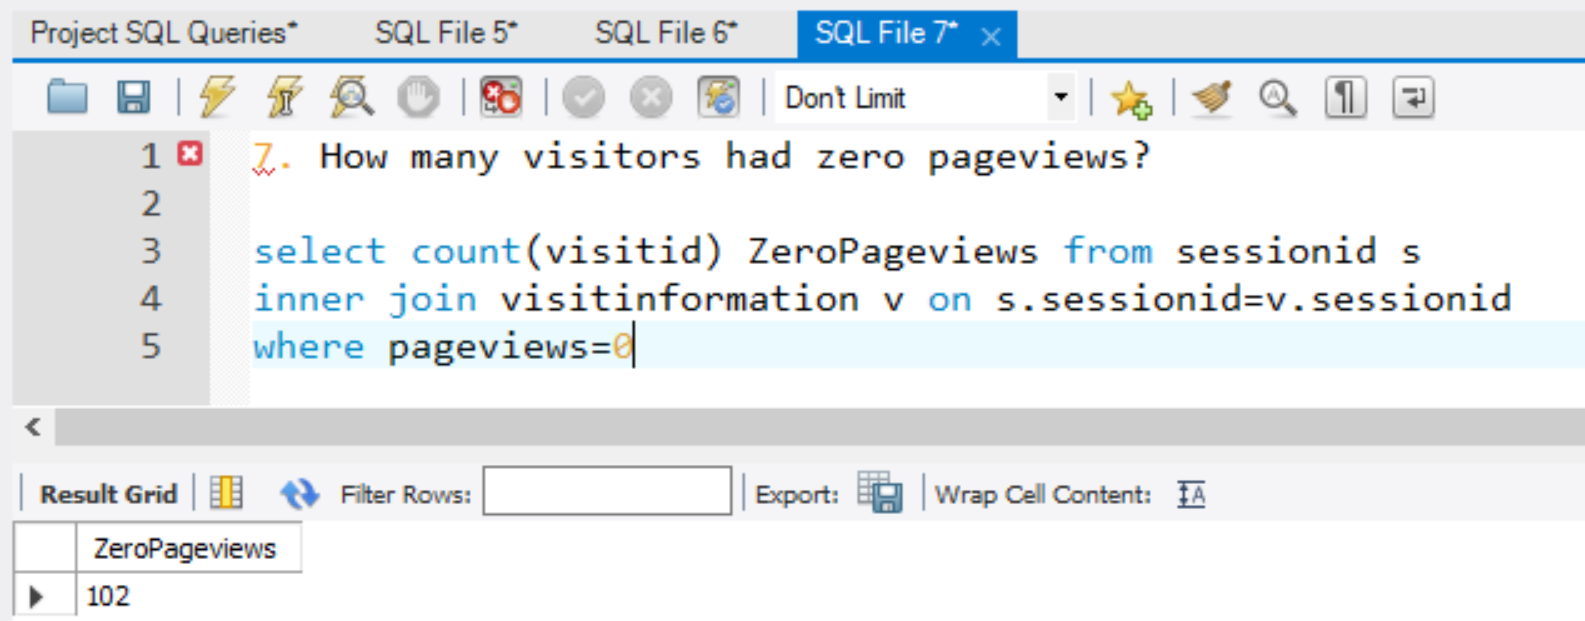 Project SQL Queries* SQL File 5* SQL File 6* SQL File 7*
Don't Limit
1 7. How many visitors had zero pageviews?
2
3 select count(visitid) ZeroPageviews from sessionid s
4 inner join visitinformation v on s.sessionid=v.sessionid
5 where pageviews=0
Result Grid Filter Rows: Export: Wrap Cell Content:
ZeroPageviews
102